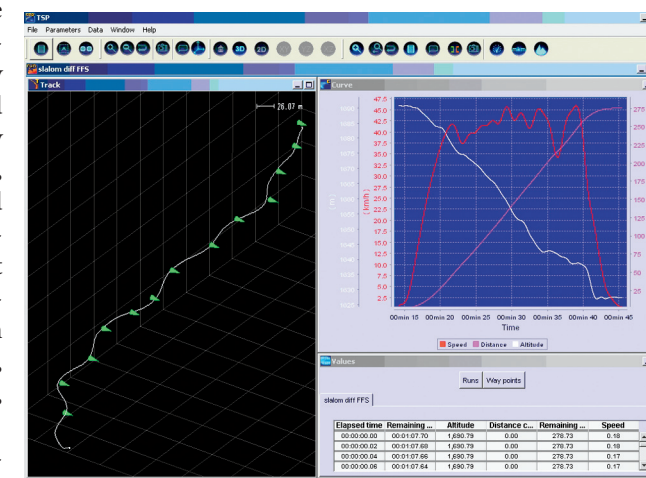 TSP
File Parameters Data Window Help
3D 2D
slalom diff FFS
Track
26.07 m
Curve
47.5
45.0
42.5
40.0
37.5
35.0
32.5
30.0
27.5
25.0
22.5
20.0
17.5
15.0
12.5
10.0
7.5
5.0
2.5
[ m ]
[ km/h ]
275
250
225
200
175
150
125
100
75
50
25
00min 15 00min 20 00min 25 00min 30 00min 35 00min 40 00min 45
Time
Speed Distance Altitude
Values
Runs Way points
slalom diff FFS
Elapsed time Remaining ... Altitude Distance c... Remaining ... Speed
00:00:00.00 00:01:07.70 1,690.79 0.00 278.73 0.18
00:00:00.02 00:01:07.68 1,690.79 0.00 278.73 0.18
00:00:00.04 00:01:07.66 1,690.79 0.00 278.73 0.17
00:00:00.06 00:01:07.64 1,690.79 0.00 278.73 0.17